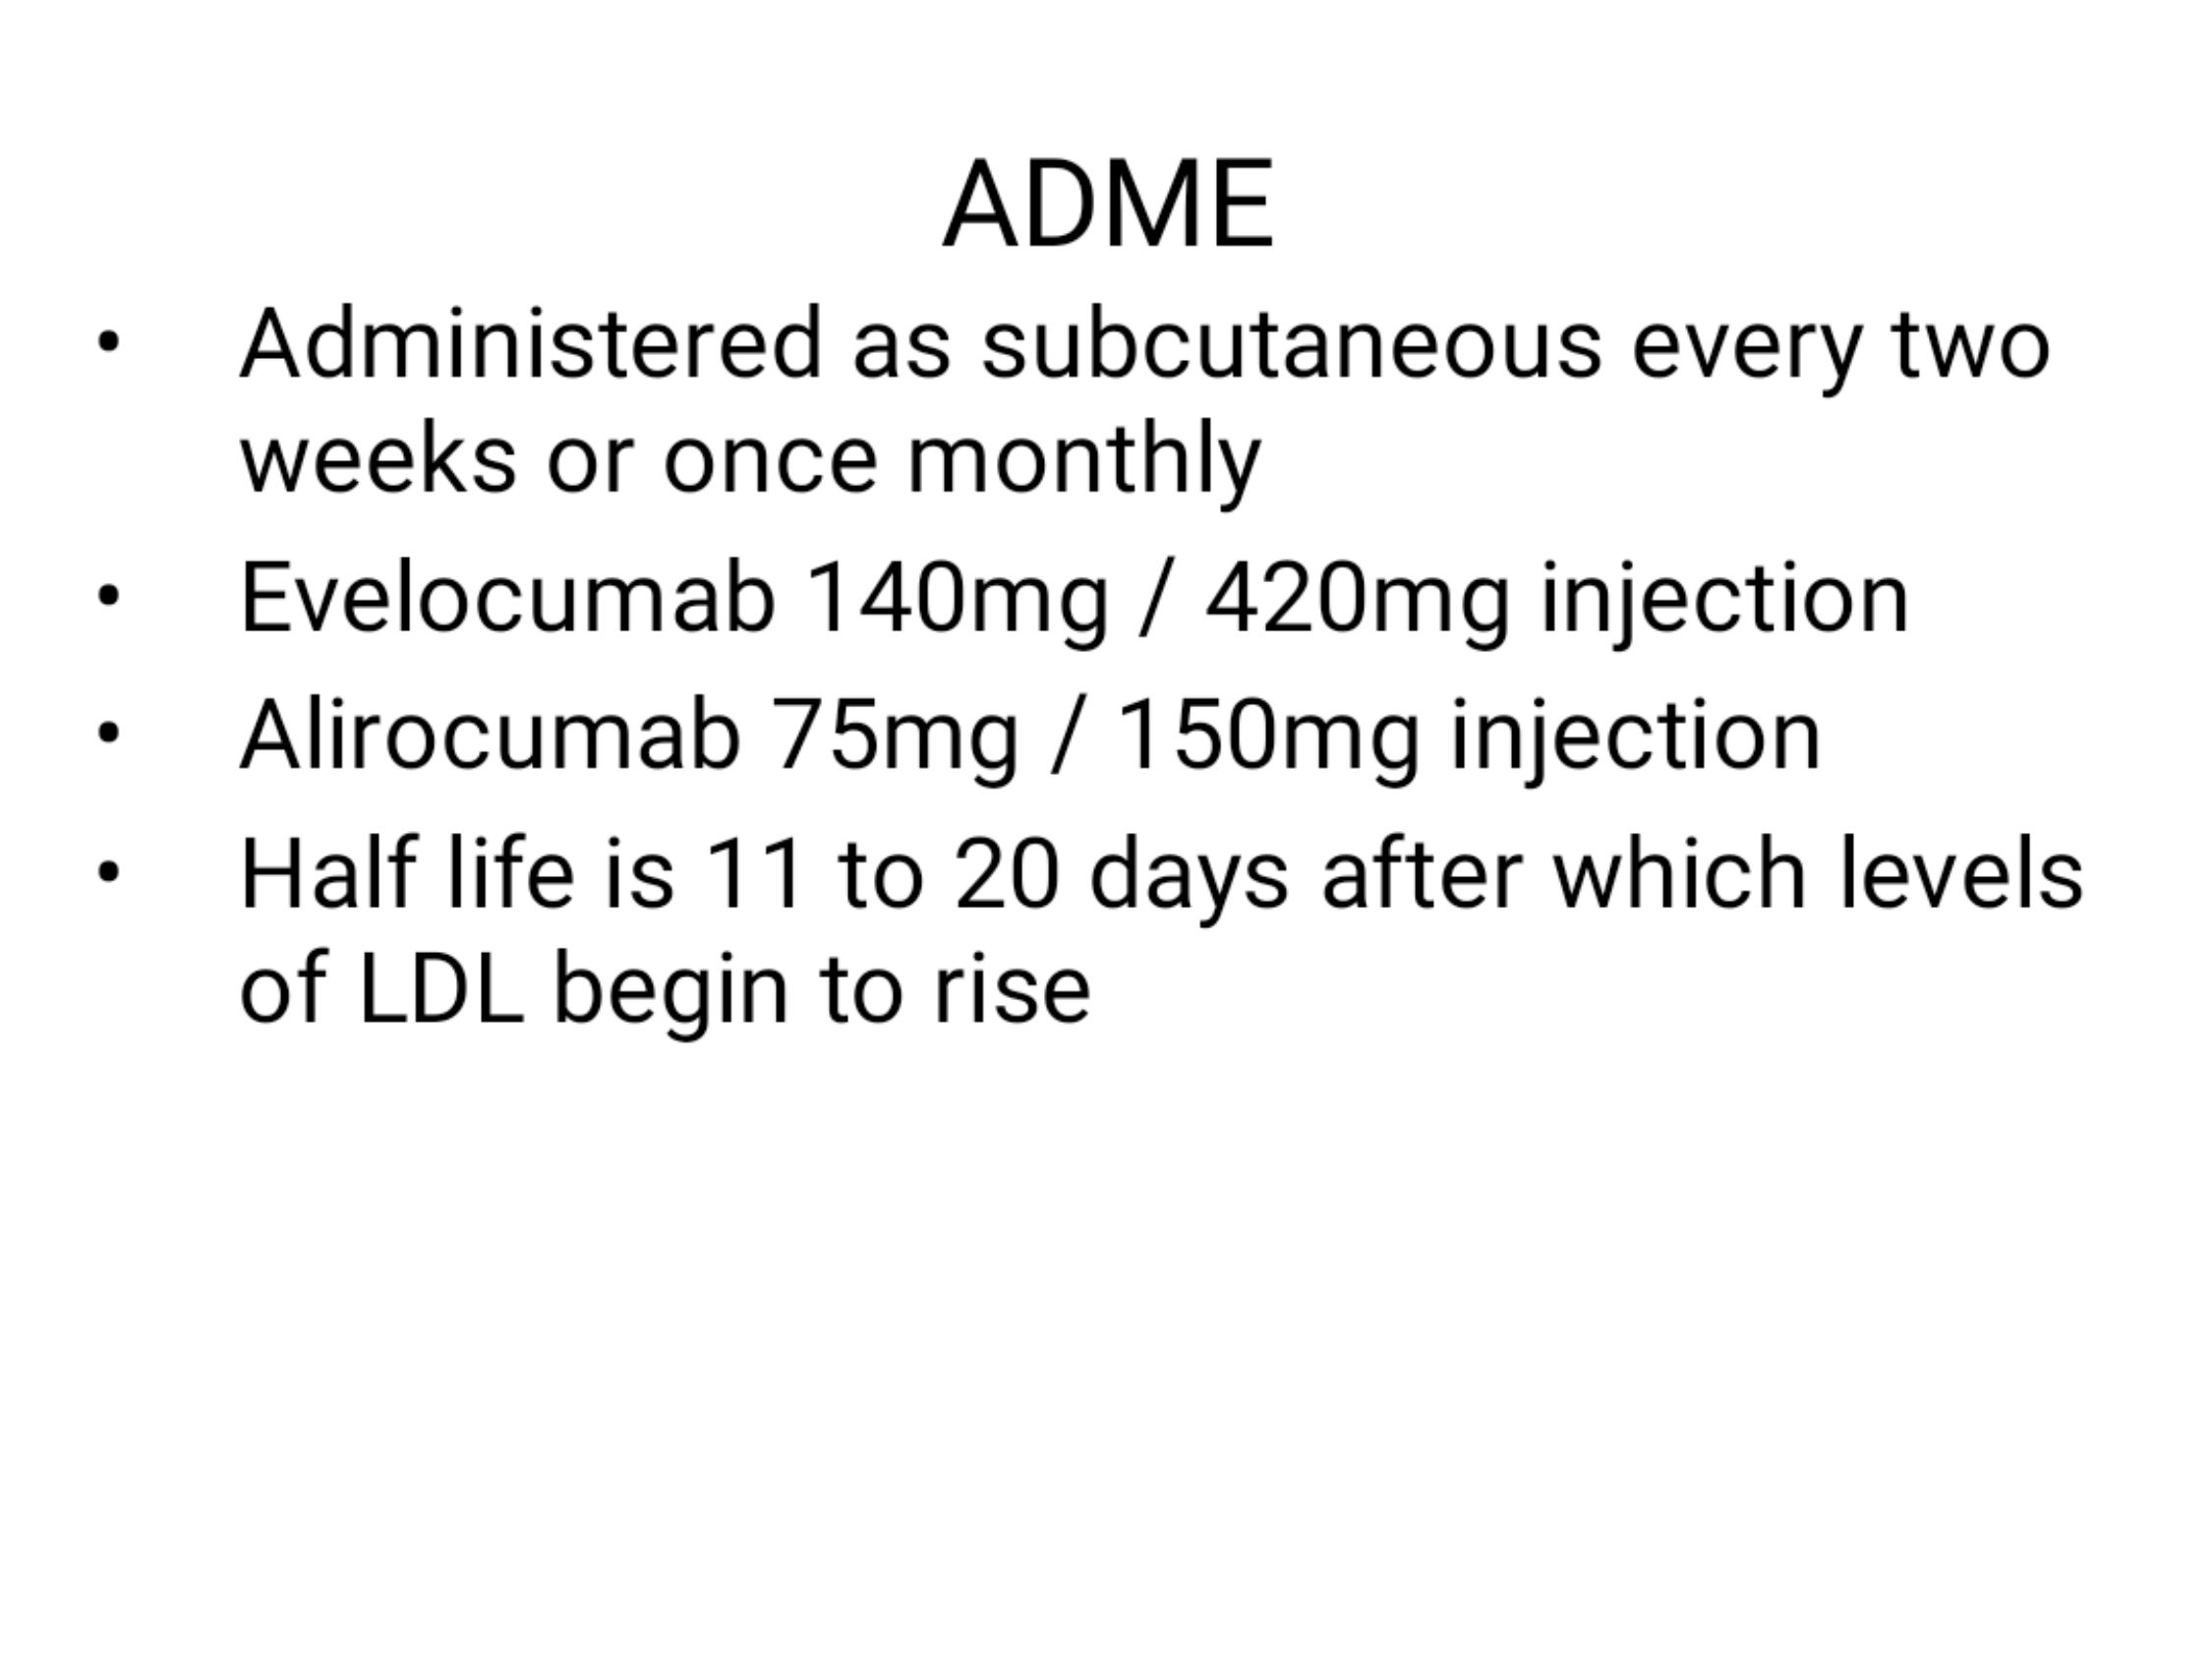 ADME
• Administered as subcutaneous every two
weeks or once monthly
• Evelocumab 140mg / 420mg injection
• Alirocumab 75mg / 150mg injection
• Half life is 11 to 20 days after which levels
of LDL begin to rise